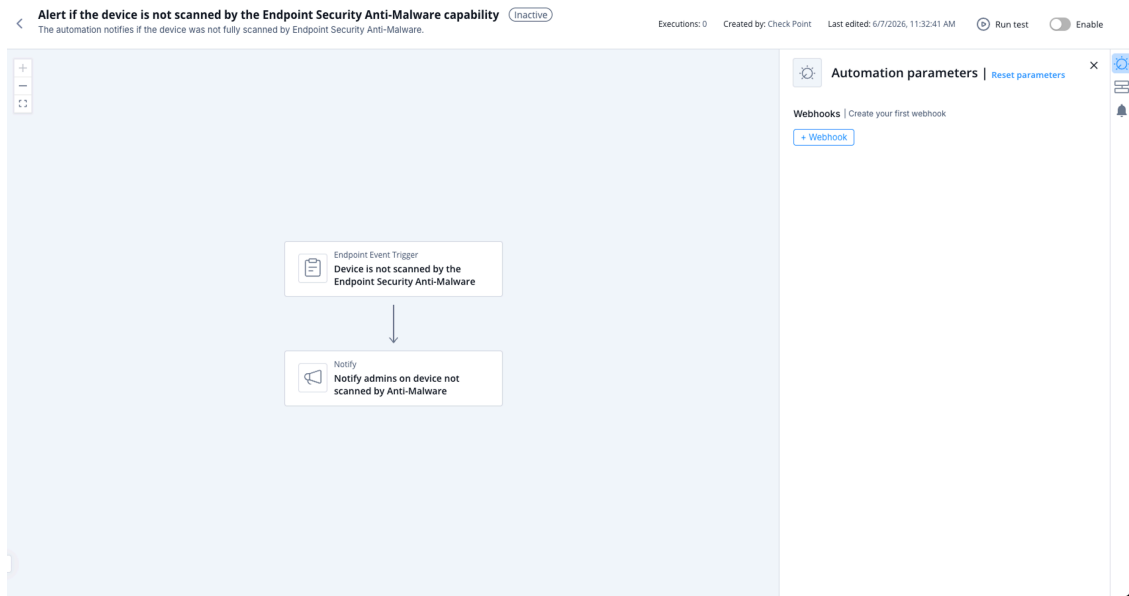 Alert if the device is not scanned by the Endpoint Security Anti-Malware capability Inactive
The automation notifies if the device was not fully scanned by Endpoint Security Anti-Malware.
Executions: 0 Created by: Check Point Last edited: 6/7/2026, 11:32:41 AM Run test Enable
Automation parameters | Reset parameters
Webhooks | Create your first webhook
+ Webhook
Endpoint Event Trigger
Device is not scanned by the
Endpoint Security Anti-Malware
Notify
Notify admins on device not
scanned by Anti-Malware